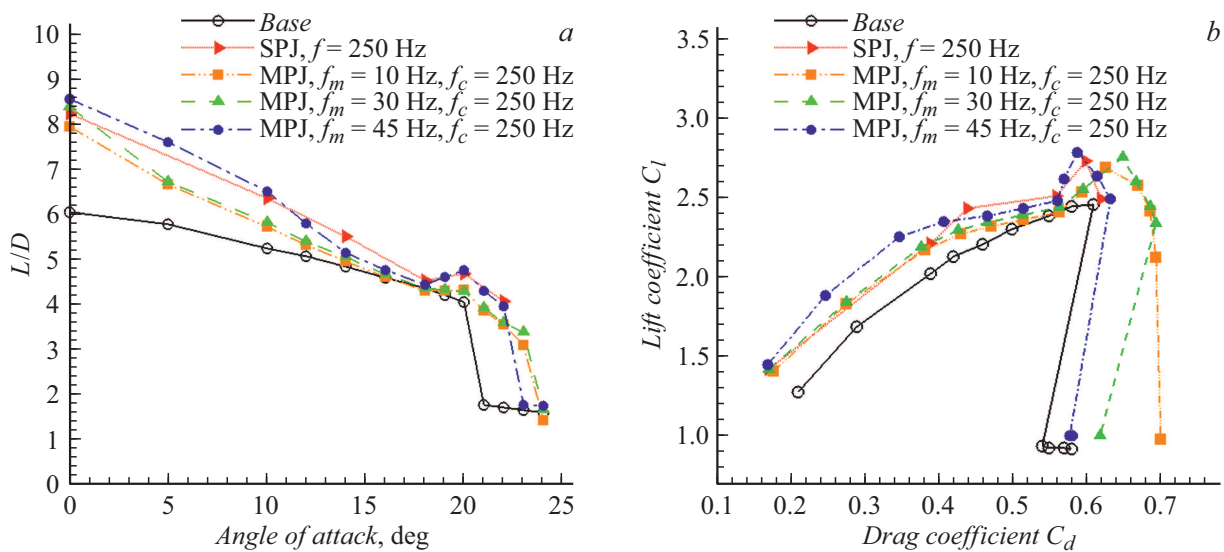 a
Base
SPJ, f = 250 Hz
MPJ, fm = 10 Hz, fc = 250 Hz
MPJ, fm = 30 Hz, fc = 250 Hz
MPJ, fm = 45 Hz, fc = 250 Hz
L/D
10
9
8
7
6
5
4
3
2
1
0
0 5 10 15 20 25
Angle of attack, deg
b
Base
SPJ, f = 250 Hz
MPJ, fm = 10 Hz, fc = 250 Hz
MPJ, fm = 30 Hz, fc = 250 Hz
MPJ, fm = 45 Hz, fc = 250 Hz
Lift coefficient Cl
3.5
3.0
2.5
2.0
1.5
1.0
0.1 0.2 0.3 0.4 0.5 0.6 0.7
Drag coefficient Cd